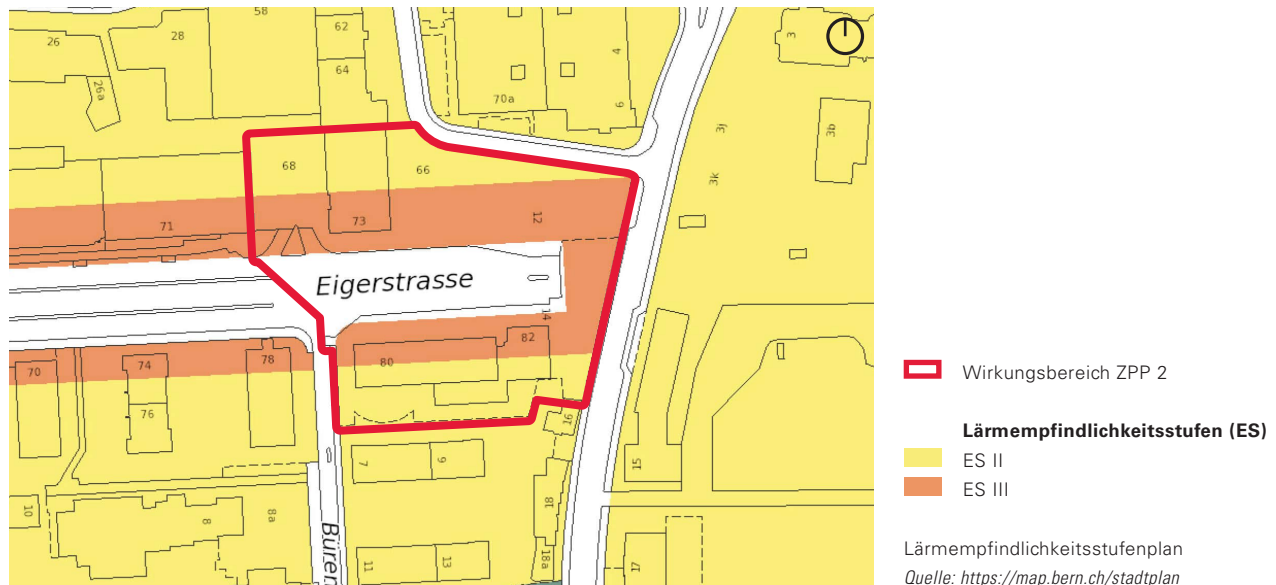 58
26
28
62
3
64
4
26a
70a
6
3j
3b
68
66
3k
71
73
12
Eigerstrasse
14
82
70
74
78
80
76
16
7
9
15
10
8
8a
18
Büren
11
13
18a
17
Wirkungsbereich ZPP 2
Lärmempfindlichkeitsstufen (ES)
ES II
ES III
Lärmempfindlichkeitsstufenplan
Quelle: https://map.bern.ch/stadtplan